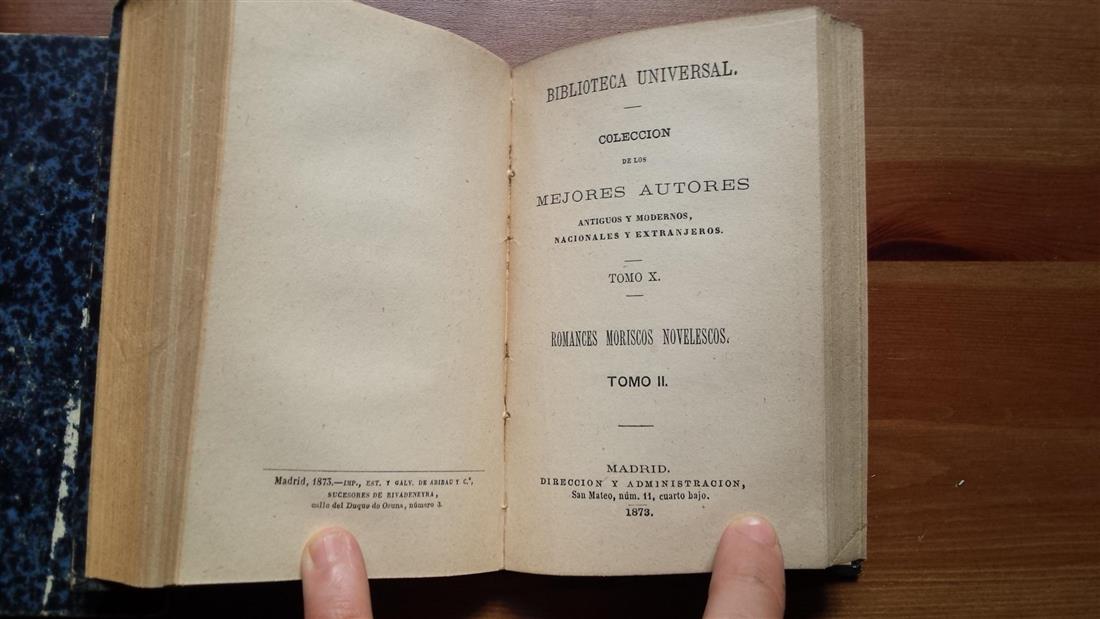 Madrid, 1873.—IMP., EST. Y GALV. DE ARIBAU Y C.ª,
SUCESORES DE RIVADENEYRA,
calle del Duque de Osuna, número 3.
BIBLIOTECA UNIVERSAL.
COLECCION
DE LOS
MEJORES AUTORES
ANTIGUOS Y MODERNOS,
NACIONALES Y EXTRANJEROS.
TOMO X.
ROMANCES MORISCOS NOVELESCOS.
TOMO II.
MADRID.
DIRECCION Y ADMINISTRACION,
San Mateo, núm. 11, cuarto bajo.
1873.